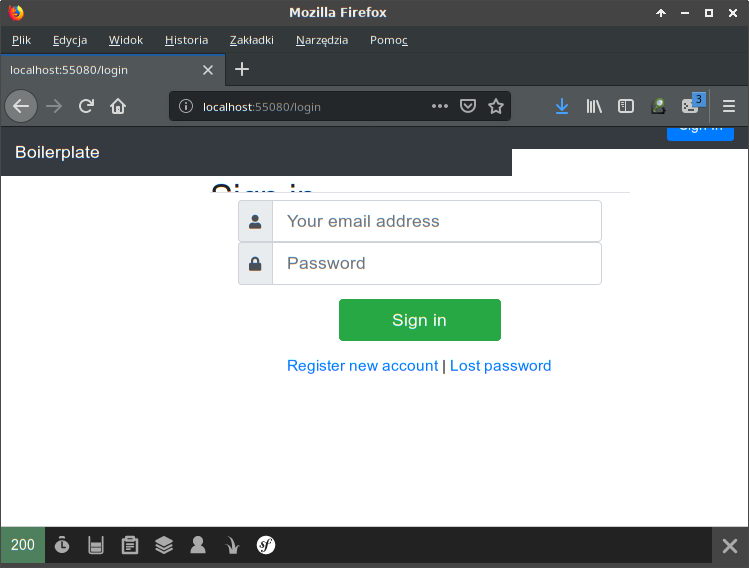 Mozilla Firefox
Plik Edycja Widok Historia Zakładki Narzędzia Pomoc
localhost:55080/login
localhost:55080/login
3
Sign in
Boilerplate
Sign in
Your email address
Password
Sign in
Register new account | Lost password
200
sf